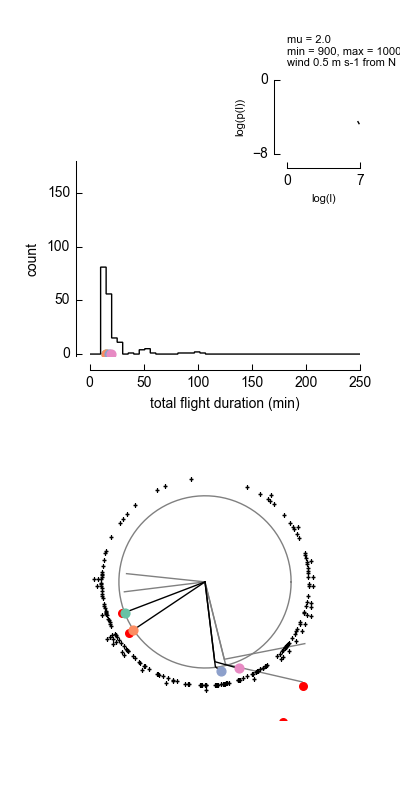 mu = 2.0
min = 900, max = 1000
wind 0.5 m s-1 from N
0
log(p(l))
−8
0 7
log(l)
150
100
50
0
count
0 50 100 150 200 250
total flight duration (min)